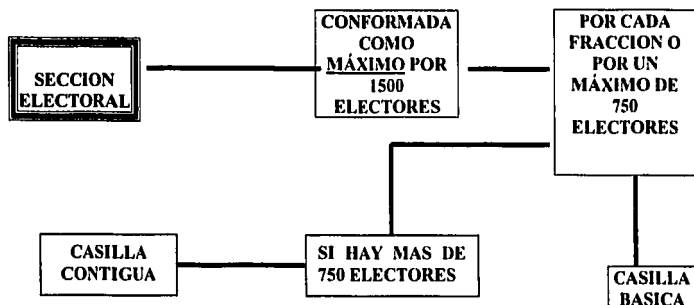 SECCION
ELECTORAL
CONFORMADA
COMO
MÁXIMO POR
1500
ELECTORES
POR CADA
FRACCION O
POR UN
MÁXIMO DE
750
ELECTORES
CASILLA
CONTIGUA
SI HAY MAS DE
750 ELECTORES
CASILLA
BASICA